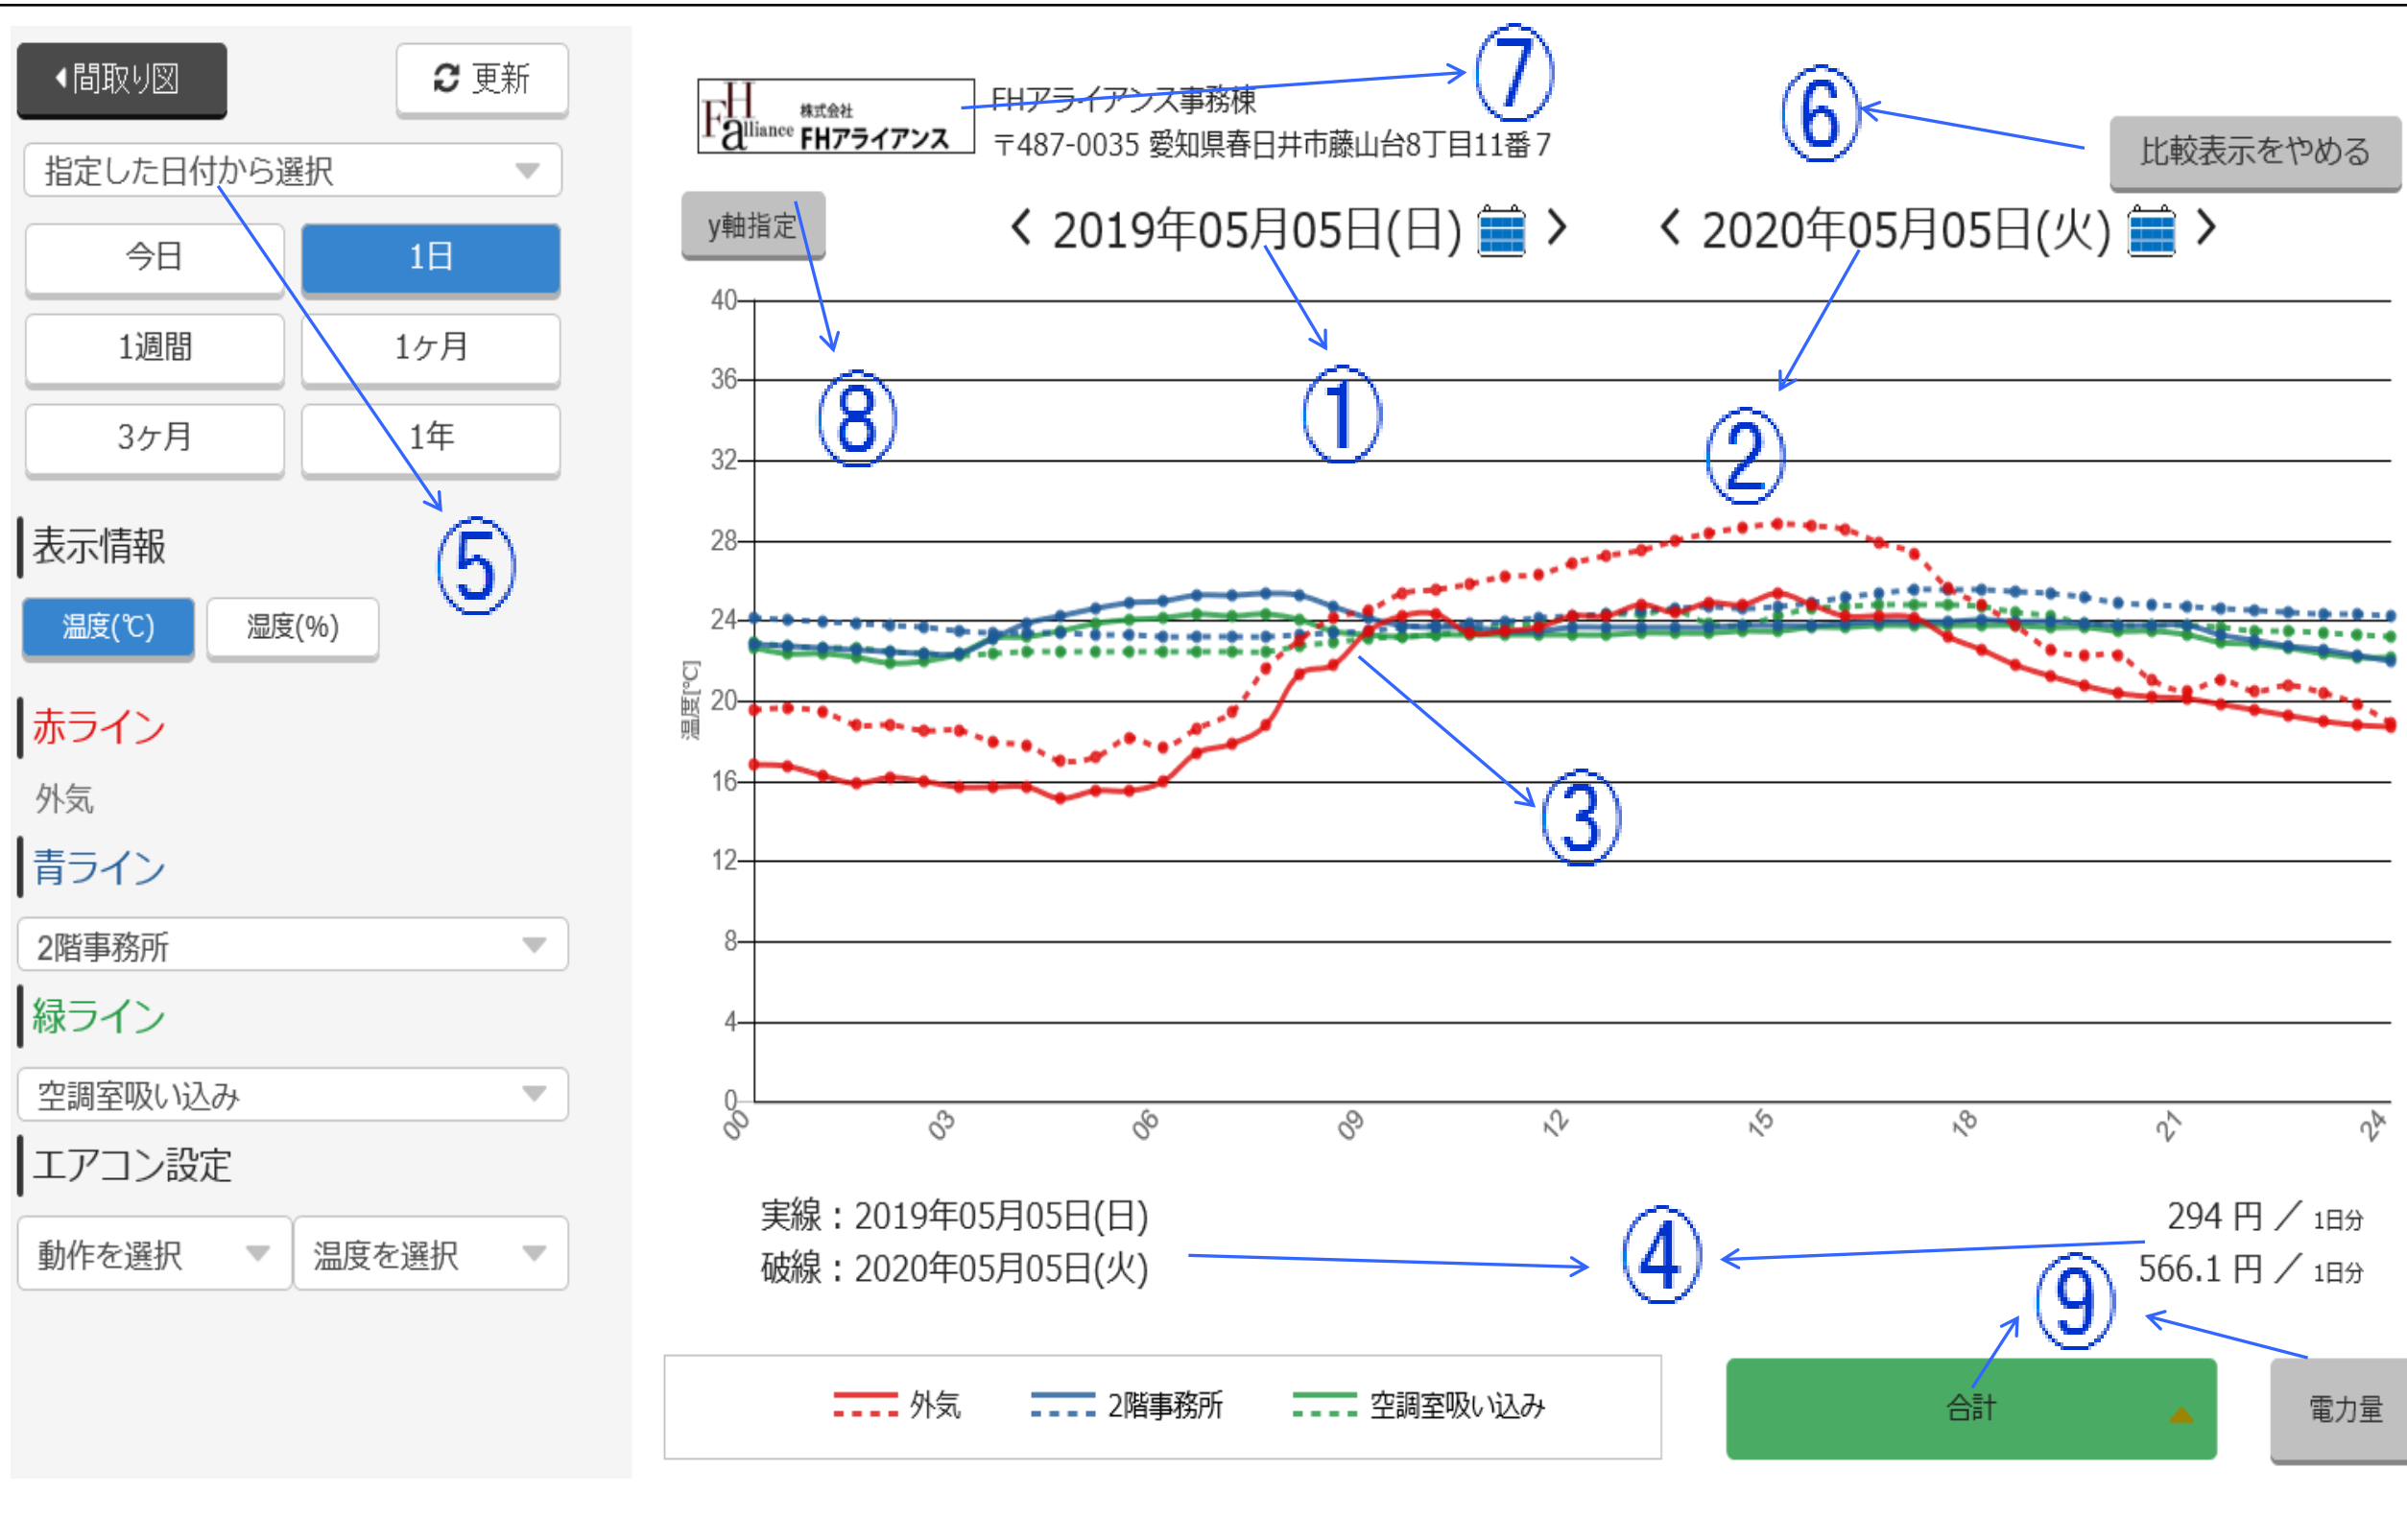 間取り図
更新
指定した日付から選択
今日
1日
1週間
1ヶ月
3ヶ月
1年
⑤
表示情報
温度(℃)
湿度(%)
赤ライン
外気
青ライン
2階事務所
緑ライン
空調室吸い込み
エアコン設定
動作を選択
温度を選択
FH alliance
株式会社
FHアライアンス
FHアライアンス事務棟
〒487-0035 愛知県春日井市藤山台8丁目11番7
⑦
⑥
比較表示をやめる
y軸指定
2019年05月05日(日)
2020年05月05日(火)
⑧
①
②
③
温度[℃]
40
36
32
28
24
20
16
12
8
4
0
00
03
06
09
12
15
18
21
24
実線：2019年05月05日(日)
破線：2020年05月05日(火)
④
294 円 ／ 1日分
566.1 円 ／ 1日分
⑨
外気
2階事務所
空調室吸い込み
合計
電力量